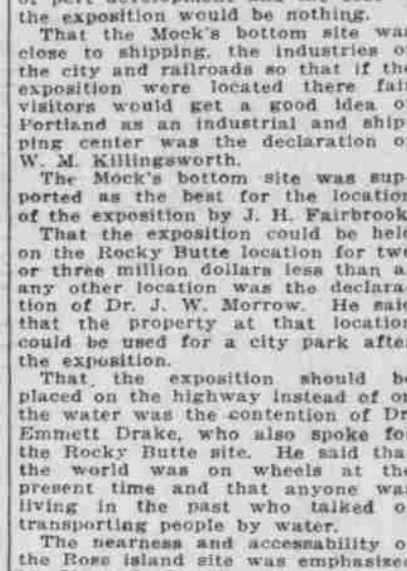 the exposition would be nothing.
That the Mock's bottom site was
close to shipping, the industries of
the city and railroads so that if the
exposition were located there fair
visitors would get a good idea of
Portland as an industrial and ship-
ping center was the declaration of
W. M. Killingsworth.
The Mock's bottom site was sup-
ported as the best for the location
of the exposition by J. H. Fairbrook.
That the exposition could be held
on the Rocky Butte location for two
or three million dollars less than at
any other location was the declara-
tion of Dr. J. W. Morrow. He said
that the property at that location
could be used for a city park after
the exposition.
That the exposition should be
placed on the highway instead of on
the water was the contention of Dr.
Emmett Drake, who also spoke for
the Rocky Butte site. He said that
the world was on wheels at the
present time and that anyone was
living in the past who talked of
transporting people by water.
The nearness and accessability of
the Ross island site was emphasized